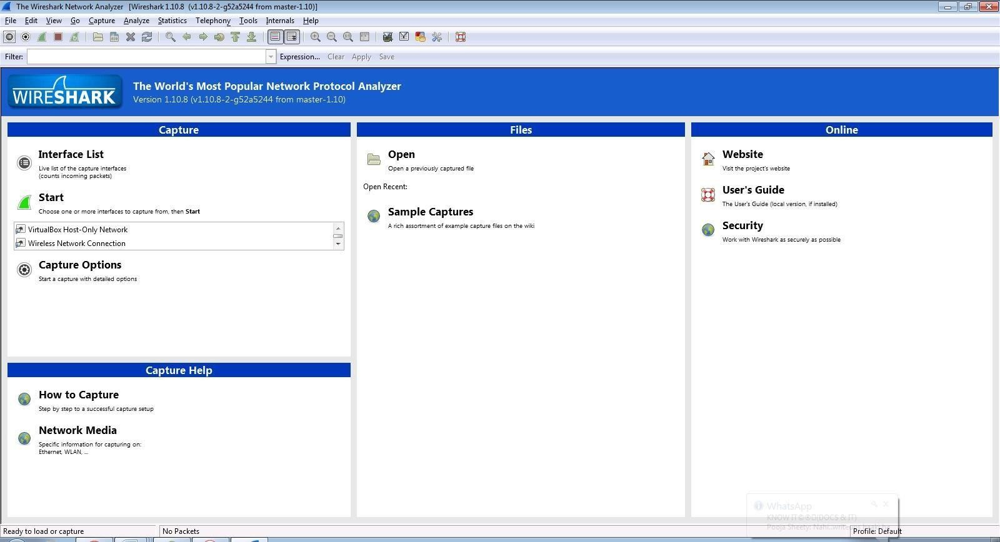 The Wireshark Network Analyzer [Wireshark 1.10.8 (v1.10.8-2-g52a5244 from master-1.10)]
File Edit View Go Capture Analyze Statistics Telephony Tools Internals Help
Filter: Expression... Clear Apply Save
WIRESHARK
The World's Most Popular Network Protocol Analyzer
Version 1.10.8 (v1.10.8-2-g52a5244 from master-1.10)
Capture
Interface List
Live list of the capture interfaces
(counts incoming packets)
Start
Choose one or more interfaces to capture from, then Start
VirtualBox Host-Only Network
Wireless Network Connection
Capture Options
Start a capture with detailed options
Capture Help
How to Capture
Step by step to a successful capture setup
Network Media
Specific information for capturing on:
Ethernet, WLAN, ...
Files
Open
Open a previously captured file
Open Recent:
Sample Captures
A rich assortment of example capture files on the wiki
Online
Website
Visit the project's website
User's Guide
The User's Guide (local version, if installed)
Security
Work with Wireshark as securely as possible
WhatsApp
KNOW IT©®(DOCS & IT)
Pooja Sheety: Nahi..
Ready to load or capture
No Packets
Profile: Default